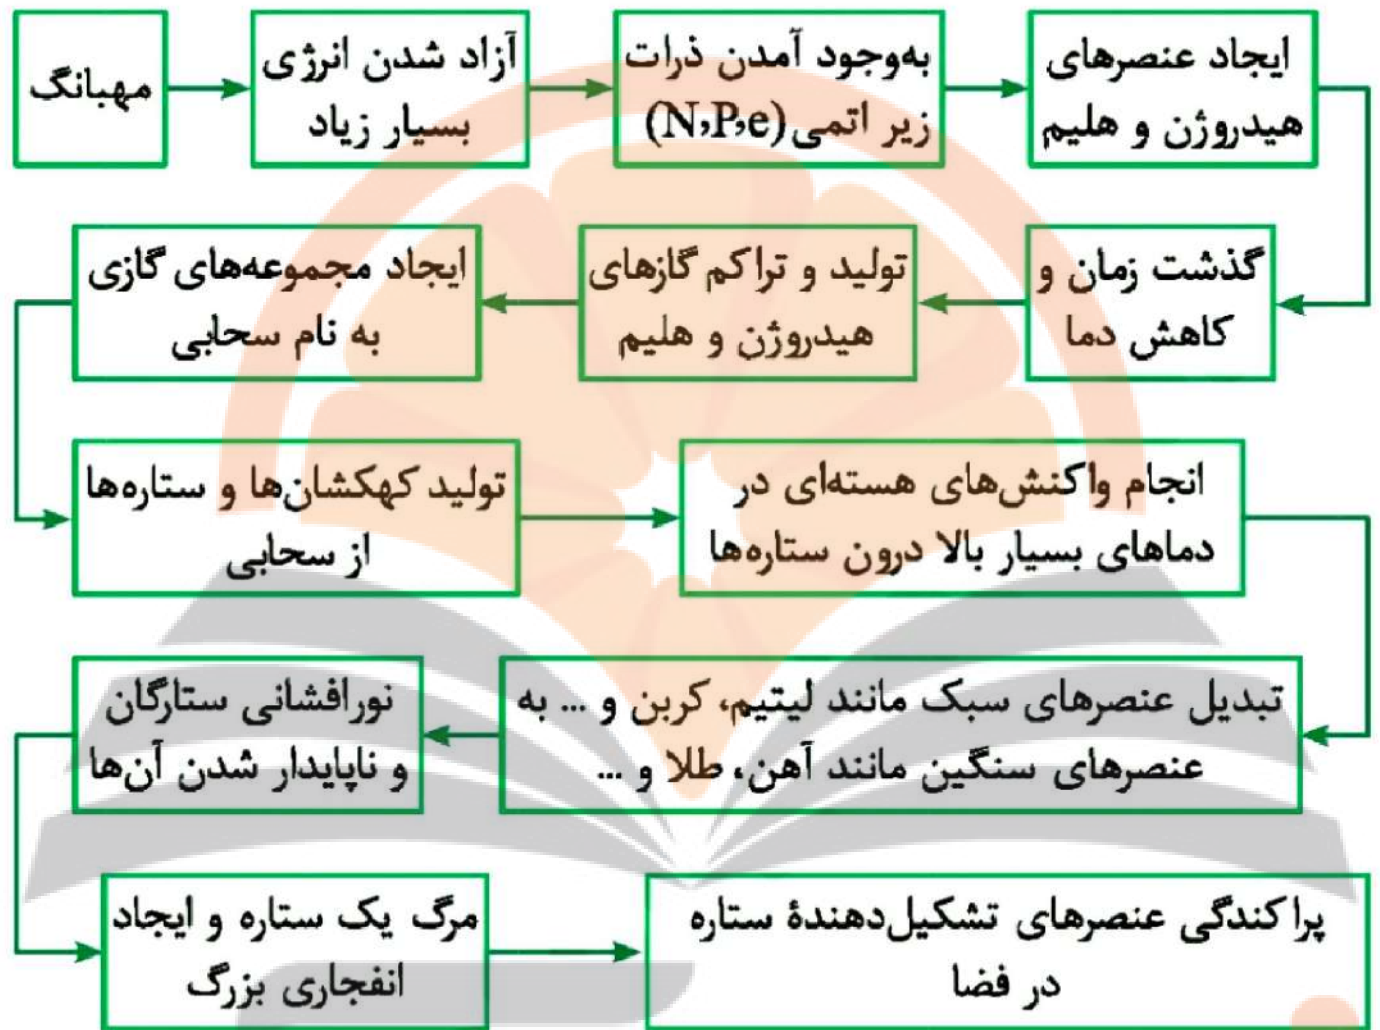 مهبانگ
آزاد شدن انرژی
بسیار زیاد
به‌وجود آمدن ذرات
زیر اتمی (N,P,e)
ایجاد عنصرهای
هیدروژن و هلیم
گذشت زمان و
کاهش دما
تولید و تراکم گازهای
هیدروژن و هلیم
ایجاد مجموعه‌های گازی
به نام سحابی
تولید کهکشان‌ها و ستاره‌ها
از سحابی
انجام واکنش‌های هسته‌ای در
دماهای بسیار بالا درون ستاره‌ها
تبدیل عنصرهای سبک مانند لیتیم، کربن و ... به
عنصرهای سنگین مانند آهن، طلا و ...
نورافشانی ستارگان
و ناپایدار شدن آن‌ها
مرگ یک ستاره و ایجاد
انفجاری بزرگ
پراکندگی عنصرهای تشکیل‌دهندهٔ ستاره
در فضا